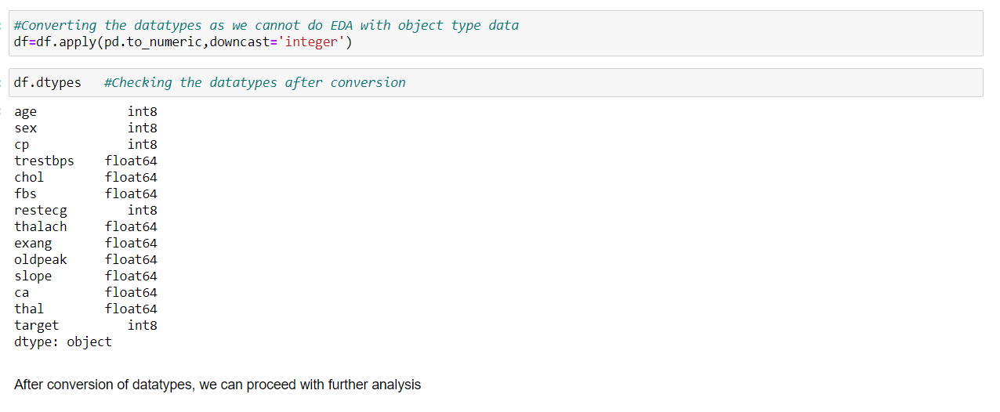 #Converting the datatypes as we cannot do EDA with object type data
df=df.apply(pd.to_numeric,downcast='integer')
df.dtypes   #Checking the datatypes after conversion
age            int8
sex            int8
cp             int8
trestbps    float64
chol        float64
fbs         float64
restecg        int8
thalach     float64
exang       float64
oldpeak     float64
slope       float64
ca          float64
thal        float64
target         int8
dtype: object
After conversion of datatypes, we can proceed with further analysis